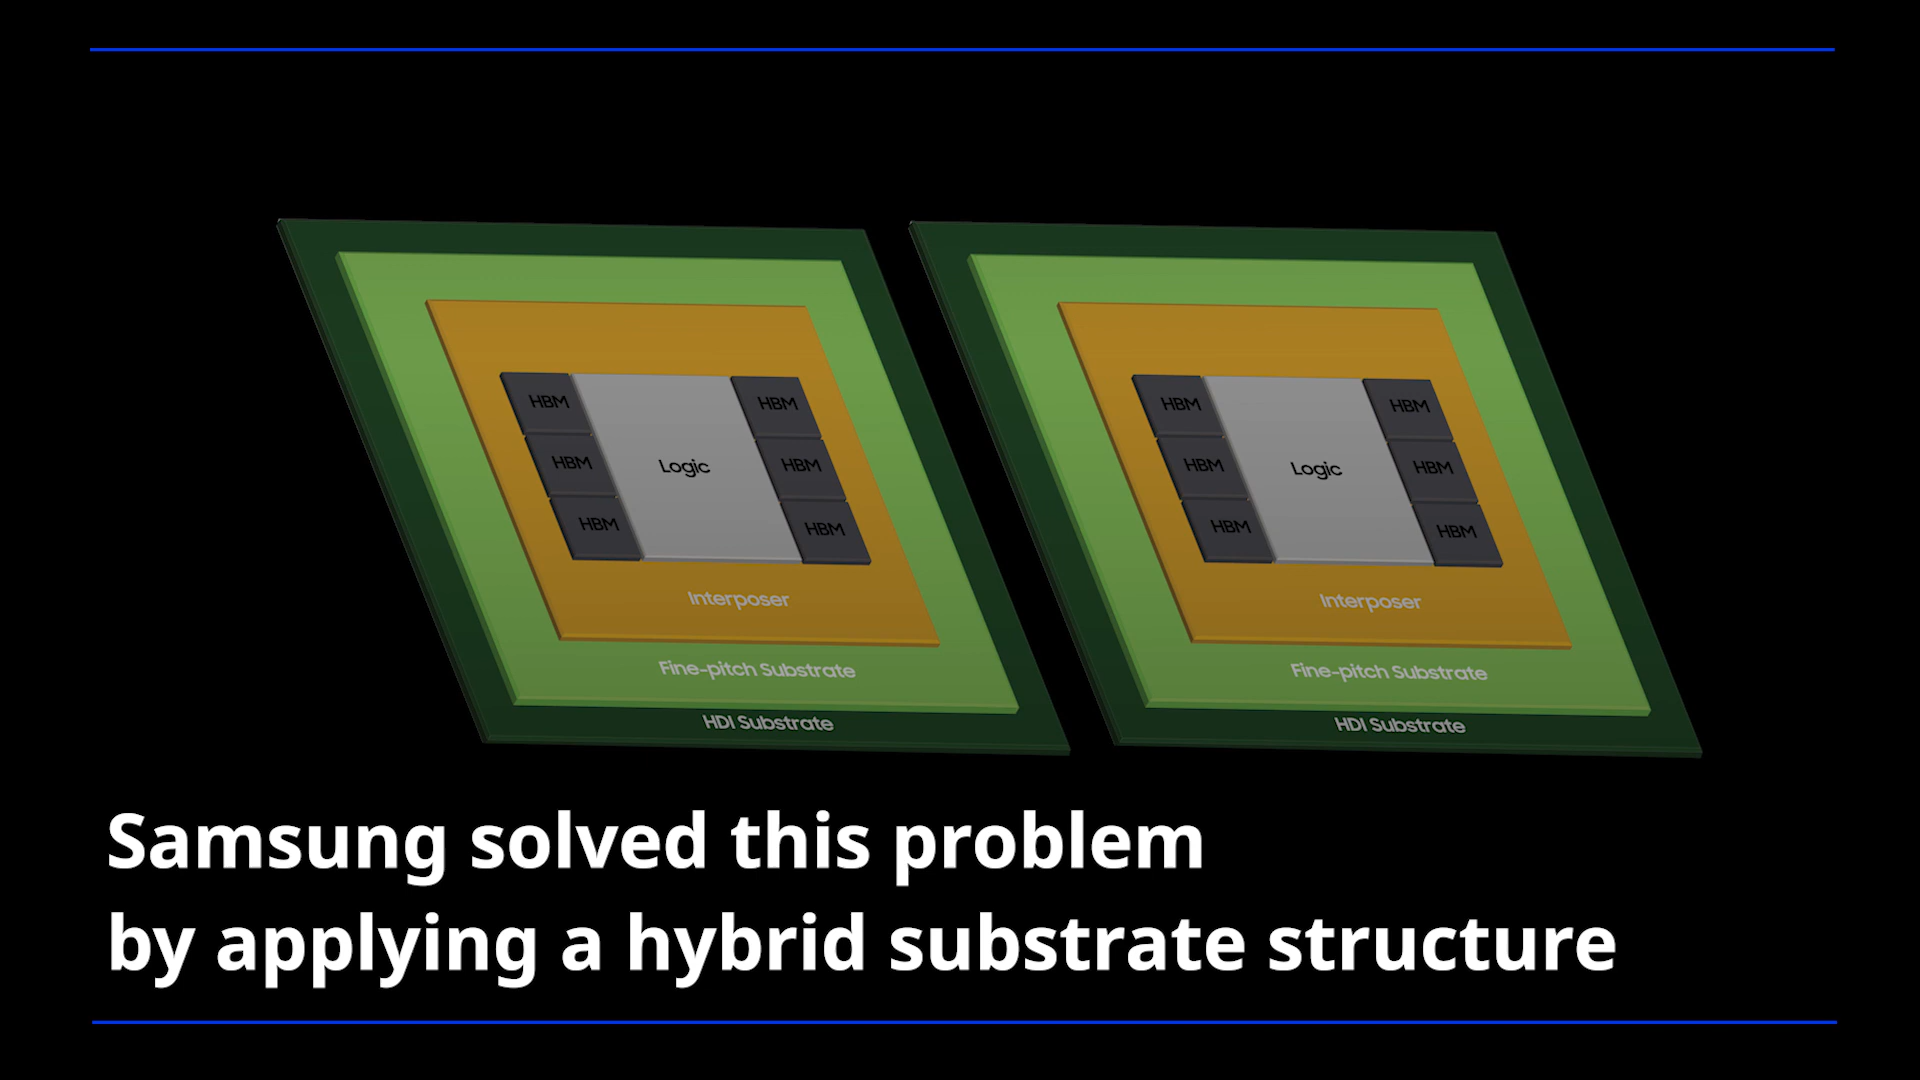 HBM HBM
HBM Logic HBM
HBM HBM
Interposer
Fine-pitch Substrate
HDI Substrate
HBM HBM
HBM Logic HBM
HBM HBM
Interposer
Fine-pitch Substrate
HDI Substrate
Samsung solved this problem
by applying a hybrid substrate structure